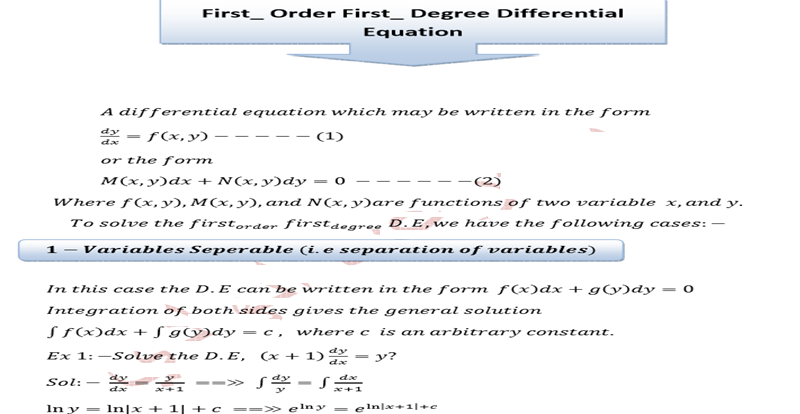 First_ Order First_ Degree Differential
Equation
A differential equation which may be written in the form
dy/dx = f(x, y) − − − − − (1)
or the form
M(x, y)dx + N(x, y)dy = 0 − − − − − −(2)
Where f(x, y), M(x, y), and N(x, y)are functions of two variable x, and y.
To solve the first_order first_degree D.E, we have the following cases: −
1 − Variables Seperable (i.e separation of variables)
In this case the D.E can be written in the form f(x)dx + g(y)dy = 0
Integration of both sides gives the general solution
∫ f(x)dx + ∫ g(y)dy = c , where c is an arbitrary constant.
Ex 1: −Solve the D.E, (x + 1) dy/dx = y?
Sol: − dy/dx = y/x+1 ==≫ ∫ dy/y = ∫ dx/x+1
ln y = ln|x + 1| + c ==≫ e^ln y = e^ln|x+1|+c